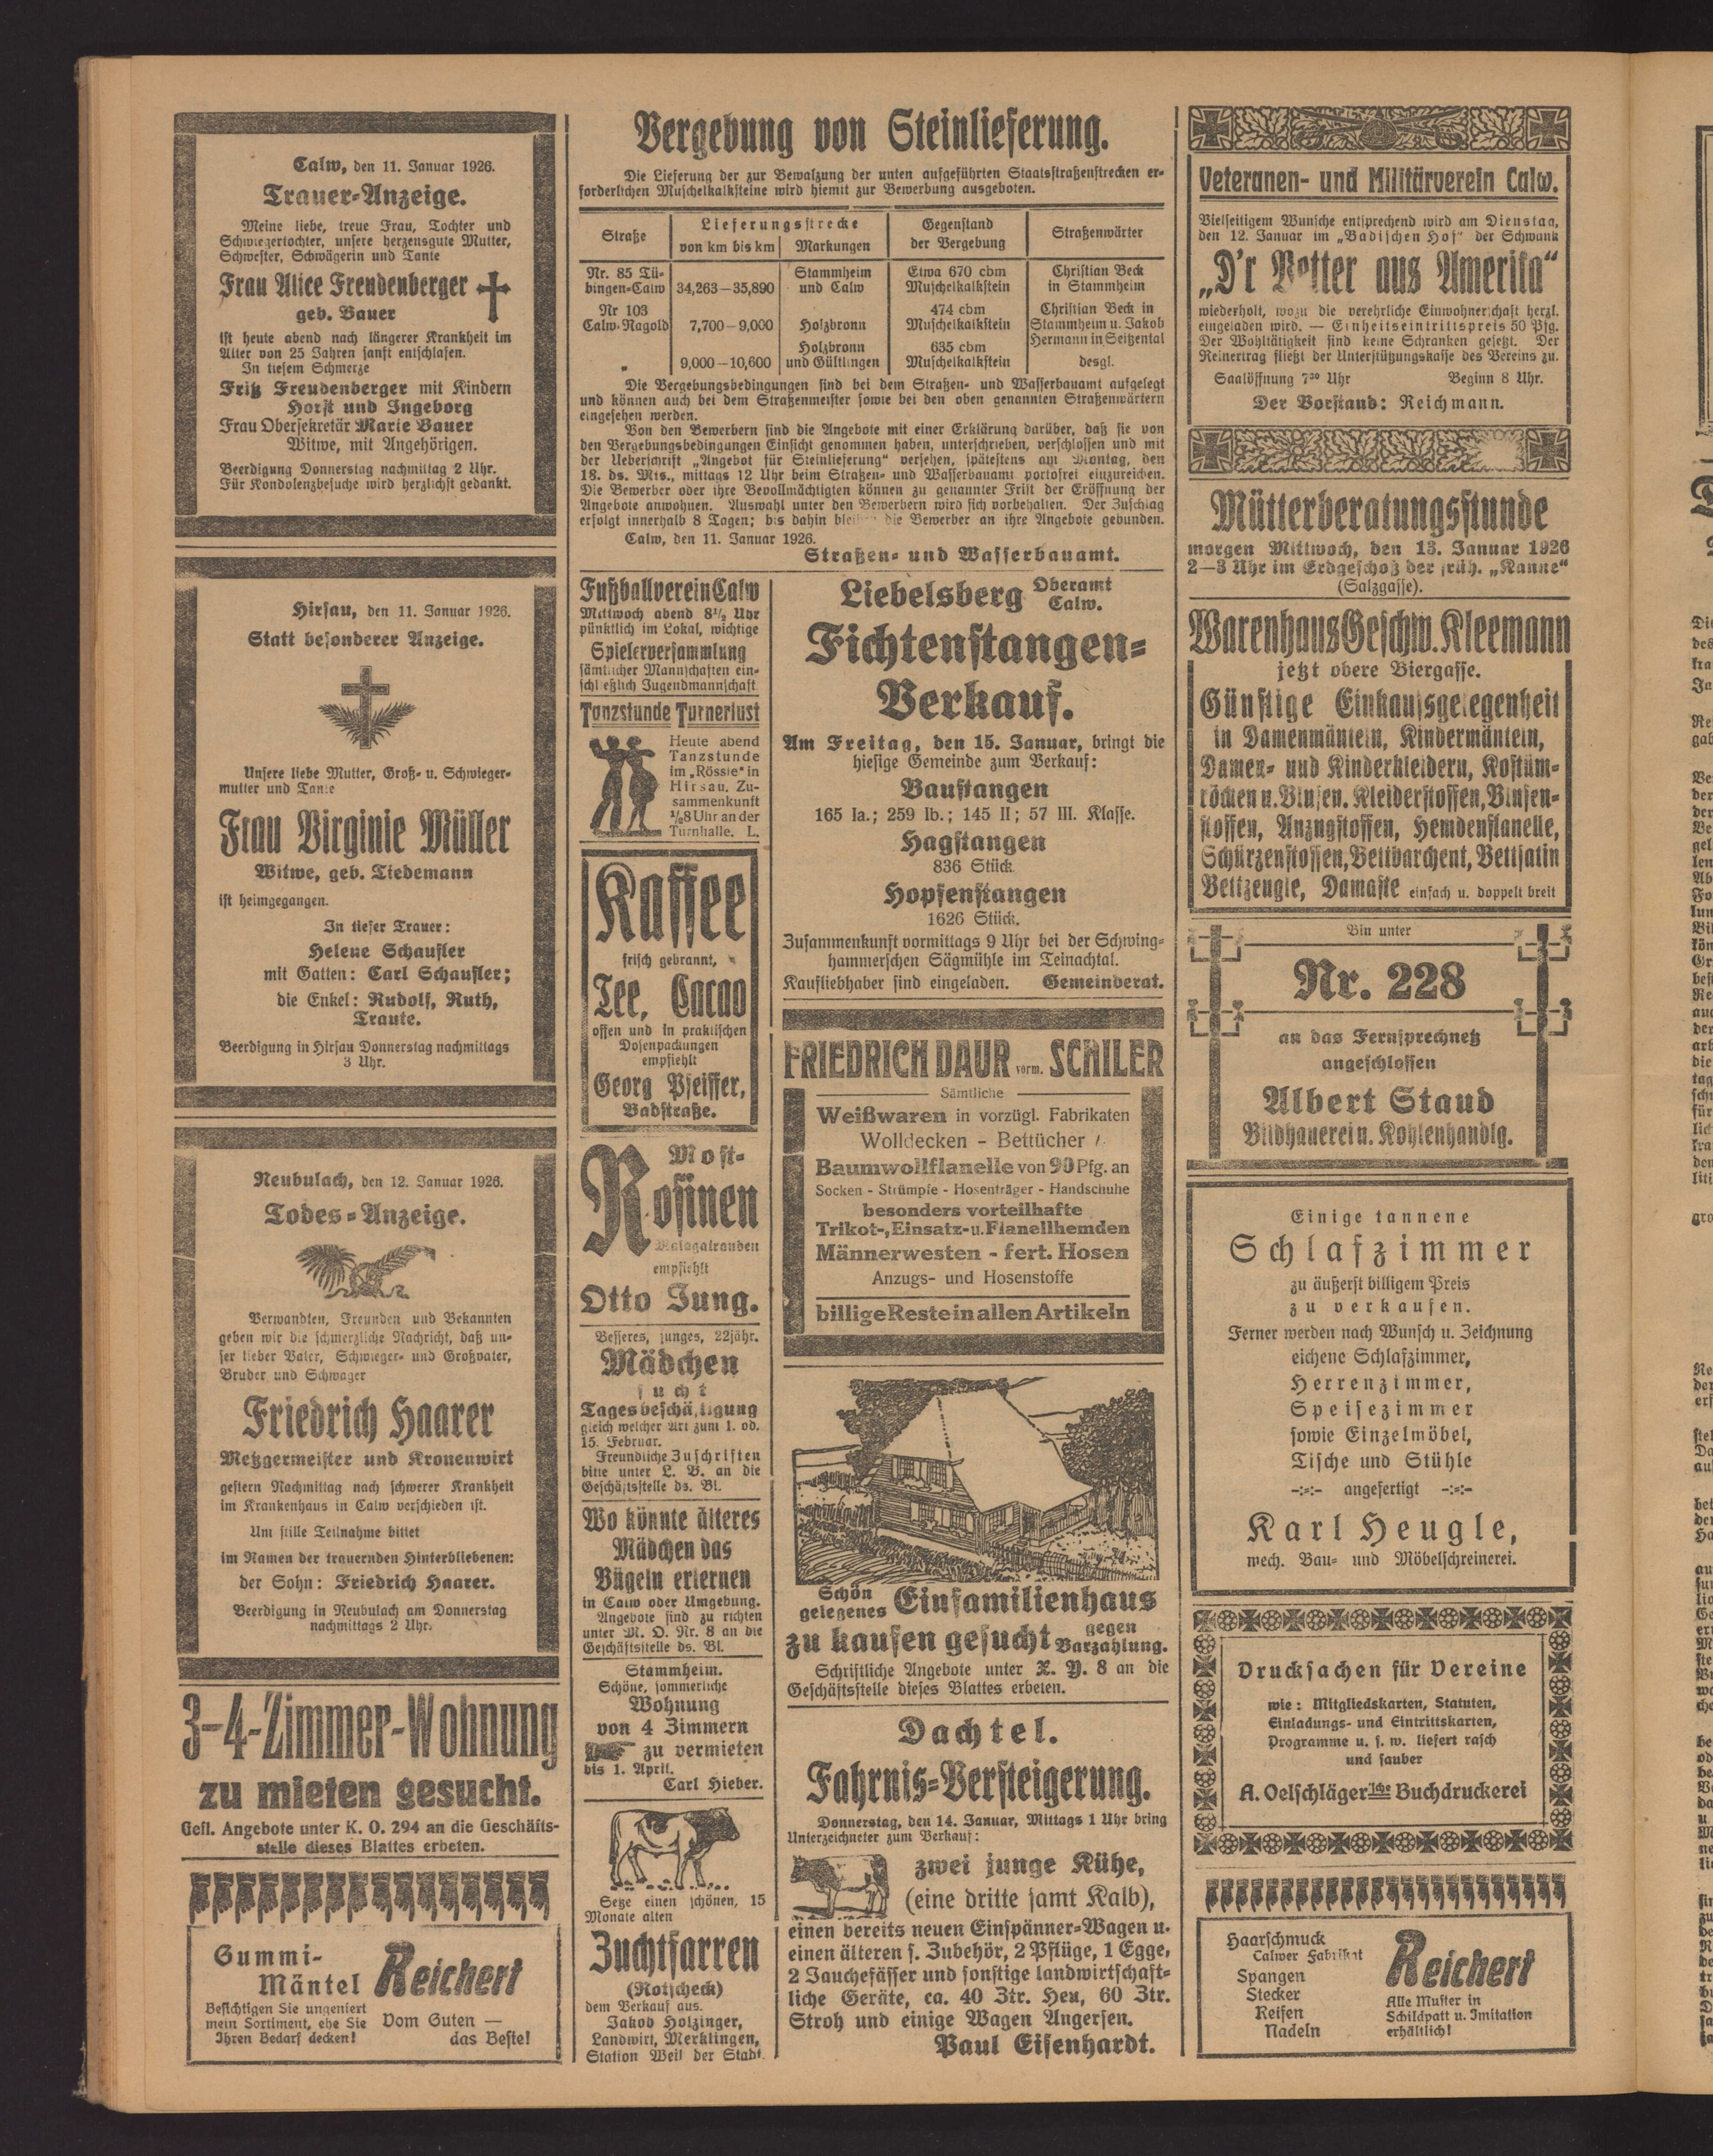 Calw, den 11. Januar 1926.
Trauer-Anzeige.
Meine liebe, treue Frau, Tochter und
Schwiegertochter, unsere herzensgute Mutter,
Schwester, Schwägerin und Tante
Frau Alice Freudenberger
geb. Bauer
ist heute abend nach längerer Krankheit im
Alter von 25 Jahren sanft entschlafen.
In tiefem Schmerze
Fritz Freudenberger mit Kindern
Horst und Ingeborg
Frau Obersekretär Marie Bauer
Witwe, mit Angehörigen.
Beerdigung Donnerstag nachmittag 2 Uhr.
Für Kondolenzbesuche wird herzlichst gedankt.
Hirsau, den 11. Januar 1926.
Statt besonderer Anzeige.
Unsere liebe Mutter, Groß- u. Schwieger-
mutter und Tante
Frau Virginie Müller
Witwe, geb. Tiedemann
ist heimgegangen.
In tiefer Trauer:
Helene Schaufler
mit Gatten: Carl Schaufler;
die Enkel: Rudolf, Ruth,
Traute.
Beerdigung in Hirsau Donnerstag nachmittags
3 Uhr.
Neubulach, den 12. Januar 1926.
Todes-Anzeige.
Verwandten, Freunden und Bekannten
geben wir die schmerzliche Nachricht, daß un-
ser lieber Vater, Schwieger- und Großvater,
Bruder und Schwager
Friedrich Haarer
Metzgermeister und Kronenwirt
gestern Nachmittag nach schwerer Krankheit
im Krankenhaus in Calw verschieden ist.
Um stille Teilnahme bittet
im Namen der trauernden Hinterbliebenen:
der Sohn: Friedrich Haarer.
Beerdigung in Neubulach am Donnerstag
nachmittags 2 Uhr.
3-4-Zimmer-Wohnung
zu mieten gesucht.
Gefl. Angebote unter K. O. 294 an die Geschäfts-
stelle dieses Blattes erbeten.
Gummi-
Mäntel
Reichert
Besichtigen Sie ungeniert
mein Sortiment, ehe Sie
Ihren Bedarf decken!
Vom Guten —
das Beste!
Vergebung von Steinlieferung.
Die Lieferung der zur Bewalzung der unten aufgeführten Staatsstraßenstrecken er-
forderlichen Muschelkalksteine wird hiemit zur Bewerbung ausgeboten.
Straße
Lieferungsstrecke
von km bis km
Markungen
Gegenstand
der Vergebung
Straßenwärter
Nr. 85 Tü-
bingen-Calw
34,263—35,890
Stammheim
und Calw
Etwa 670 cbm
Muschelkalkstein
Christian Beck
in Stammheim
Nr 103
Calw-Nagold
7,700—9,000
Holzbronn
474 cbm
Muschelkalkstein
Christian Beck in
Stammheim u. Jakob
Hermann in Seitzental
„
9,000—10,600
Holzbronn
und Gültlingen
635 cbm
Muschelkalkstein
desgl.
Die Vergebungsbedingungen sind bei dem Straßen- und Wasserbauamt aufgelegt
und können auch bei dem Straßenmeister sowie bei den oben genannten Straßenwärtern
eingesehen werden.
Von den Bewerbern sind die Angebote mit einer Erklärung darüber, daß sie von
den Vergebungsbedingungen Einsicht genommen haben, unterschrieben, verschlossen und mit
der Ueberschrift „Angebot für Steinlieferung“ versehen, spätestens am Montag, den
18. ds. Mts., mittags 12 Uhr beim Straßen- und Wasserbauamt portofrei einzureichen.
Die Bewerber oder ihre Bevollmächtigten können zu genannter Frist der Eröffnung der
Angebote anwohnen. Auswahl unter den Bewerbern wird sich vorbehalten. Der Zuschlag
erfolgt innerhalb 8 Tagen; bis dahin bleiben die Bewerber an ihre Angebote gebunden.
Calw, den 11. Januar 1926.
Straßen- und Wasserbauamt.
Fußballverein Calw
Mittwoch abend 8½ Uhr
pünktlich im Lokal, wichtige
Spielerversammlung
sämtlicher Mannschaften ein-
schließlich Jugendmannschaft
Tanzstunde Turnerlust
Heute abend
Tanzstunde
im „Rössle“ in
Hirsau. Zu-
sammenkunft
½8 Uhr an der
Turnhalle. L.
Kaffee
frisch gebrannt,
Tee, Cacao
offen und in praktischen
Dosenpackungen
empfiehlt
Georg Pfeiffer,
Badstraße.
Most-
Rosinen
Malagatrauben
empfiehlt
Otto Jung.
Besseres, junges, 22jähr.
Mädchen
sucht
Tagesbeschäftigung
gleich welcher Art zum 1. od.
15. Februar.
Freundliche Zuschriften
bitte unter L. B. an die
Geschäftsstelle ds. Bl.
Wo könnte älteres
Mädchen das
Bügeln erlernen
in Calw oder Umgebung.
Angebote sind zu richten
unter M. O. Nr. 8 an die
Geschäftsstelle ds. Bl.
Stammheim.
Schöne, sommerliche
Wohnung
von 4 Zimmern
zu vermieten
bis 1. April.
Carl Hieber.
Setze einen schönen, 15
Monate alten
Zuchtfarren
(Rotscheck)
dem Verkauf aus.
Jakob Holzinger,
Landwirt, Merklingen,
Station Weil der Stadt
Liebelsberg Oberamt
Calw.
Fichtenstangen-
Verkauf.
Am Freitag, den 15. Januar, bringt die
hiesige Gemeinde zum Verkauf:
Baustangen
165 Ia.; 259 Ib.; 145 II; 57 III. Klasse.
Hagstangen
836 Stück
Hopfenstangen
1626 Stück.
Zusammenkunft vormittags 9 Uhr bei der Schwing-
hammerschen Sägmühle im Teinachtal.
Kaufliebhaber sind eingeladen. Gemeinderat.
FRIEDRICH DAUR vorm. SCHILER
Sämtliche
Weißwaren in vorzügl. Fabrikaten
Wolldecken - Bettücher
Baumwollflanelle von 90 Pfg. an
Socken - Strümpfe - Hosenträger - Handschuhe
besonders vorteilhafte
Trikot-, Einsatz- u. Flanellhemden
Männerwesten - fert. Hosen
Anzugs- und Hosenstoffe
billige Reste in allen Artikeln
Schön
gelegenes Einfamilienhaus
zu kaufen gesucht gegen
Barzahlung.
Schriftliche Angebote unter X. Y. 8 an die
Geschäftsstelle dieses Blattes erbeten.
Dachtel.
Fahrnis-Versteigerung.
Donnerstag, den 14. Januar, Mittags 1 Uhr bring
Unterzeichneter zum Verkauf:
zwei junge Kühe,
(eine dritte samt Kalb),
einen bereits neuen Einspänner-Wagen u.
einen älteren s. Zubehör, 2 Pflüge, 1 Egge,
2 Jauchefässer und sonstige landwirtschaft-
liche Geräte, ca. 40 Ztr. Heu, 60 Ztr.
Stroh und einige Wagen Angersen.
Paul Eisenhardt.
Veteranen- und Militärverein Calw.
Vielseitigem Wunsche entsprechend wird am Dienstag,
den 12. Januar im „Badischen Hof“ der Schwank
„D'r Vetter aus Amerika“
wiederholt, wozu die verehrliche Einwohnerschaft herzl.
eingeladen wird. — Einheitseintrittspreis 50 Pfg.
Der Wohltätigkeit sind keine Schranken gesetzt. Der
Reinertrag fließt der Unterstützungskasse des Vereins zu.
Saalöffnung 7³⁰ Uhr Beginn 8 Uhr.
Der Vorstand: Reichmann.
Mütterberatungsstunde
morgen Mittwoch, den 13. Januar 1926
2—3 Uhr im Erdgeschoß der früh. „Kanne“
(Salzgasse).
Warenhaus Geschw. Kleemann
jetzt obere Biergasse.
Günstige Einkaufsgelegenheit
in Damenmänteln, Kindermänteln,
Damen- und Kinderkleidern, Kostüm-
röcken u. Blusen. Kleiderstoffen, Blusen-
stoffen, Anzugstoffen, Hemdenflanelle,
Schürzenstoffen, Bettbarchent, Bettsatin
Bettzeugle, Damaste einfach u. doppelt breit
Bin unter
Nr. 228
an das Fernsprechnetz
angeschlossen
Albert Staud
Bildhauerei u. Kohlenhandlg.
Einige tannene
Schlafzimmer
zu äußerst billigem Preis
zu verkaufen.
Ferner werden nach Wunsch u. Zeichnung
eichene Schlafzimmer,
Herrenzimmer,
Speisezimmer
sowie Einzelmöbel,
Tische und Stühle
-:=:- angefertigt -:=:-
Karl Heugle,
mech. Bau- und Möbelschreinerei.
Drucksachen für Vereine
wie: Mitgliedskarten, Statuten,
Einladungs- und Eintrittskarten,
Programme u. s. w. liefert rasch
und sauber
A. Oelschläger'sche Buchdruckerei
Haarschmuck
Calwer Fabrikat
Spangen
Stecker
Reifen
Nadeln
Reichert
Alle Muster in
Schildpatt u. Imitation
erhältlich!